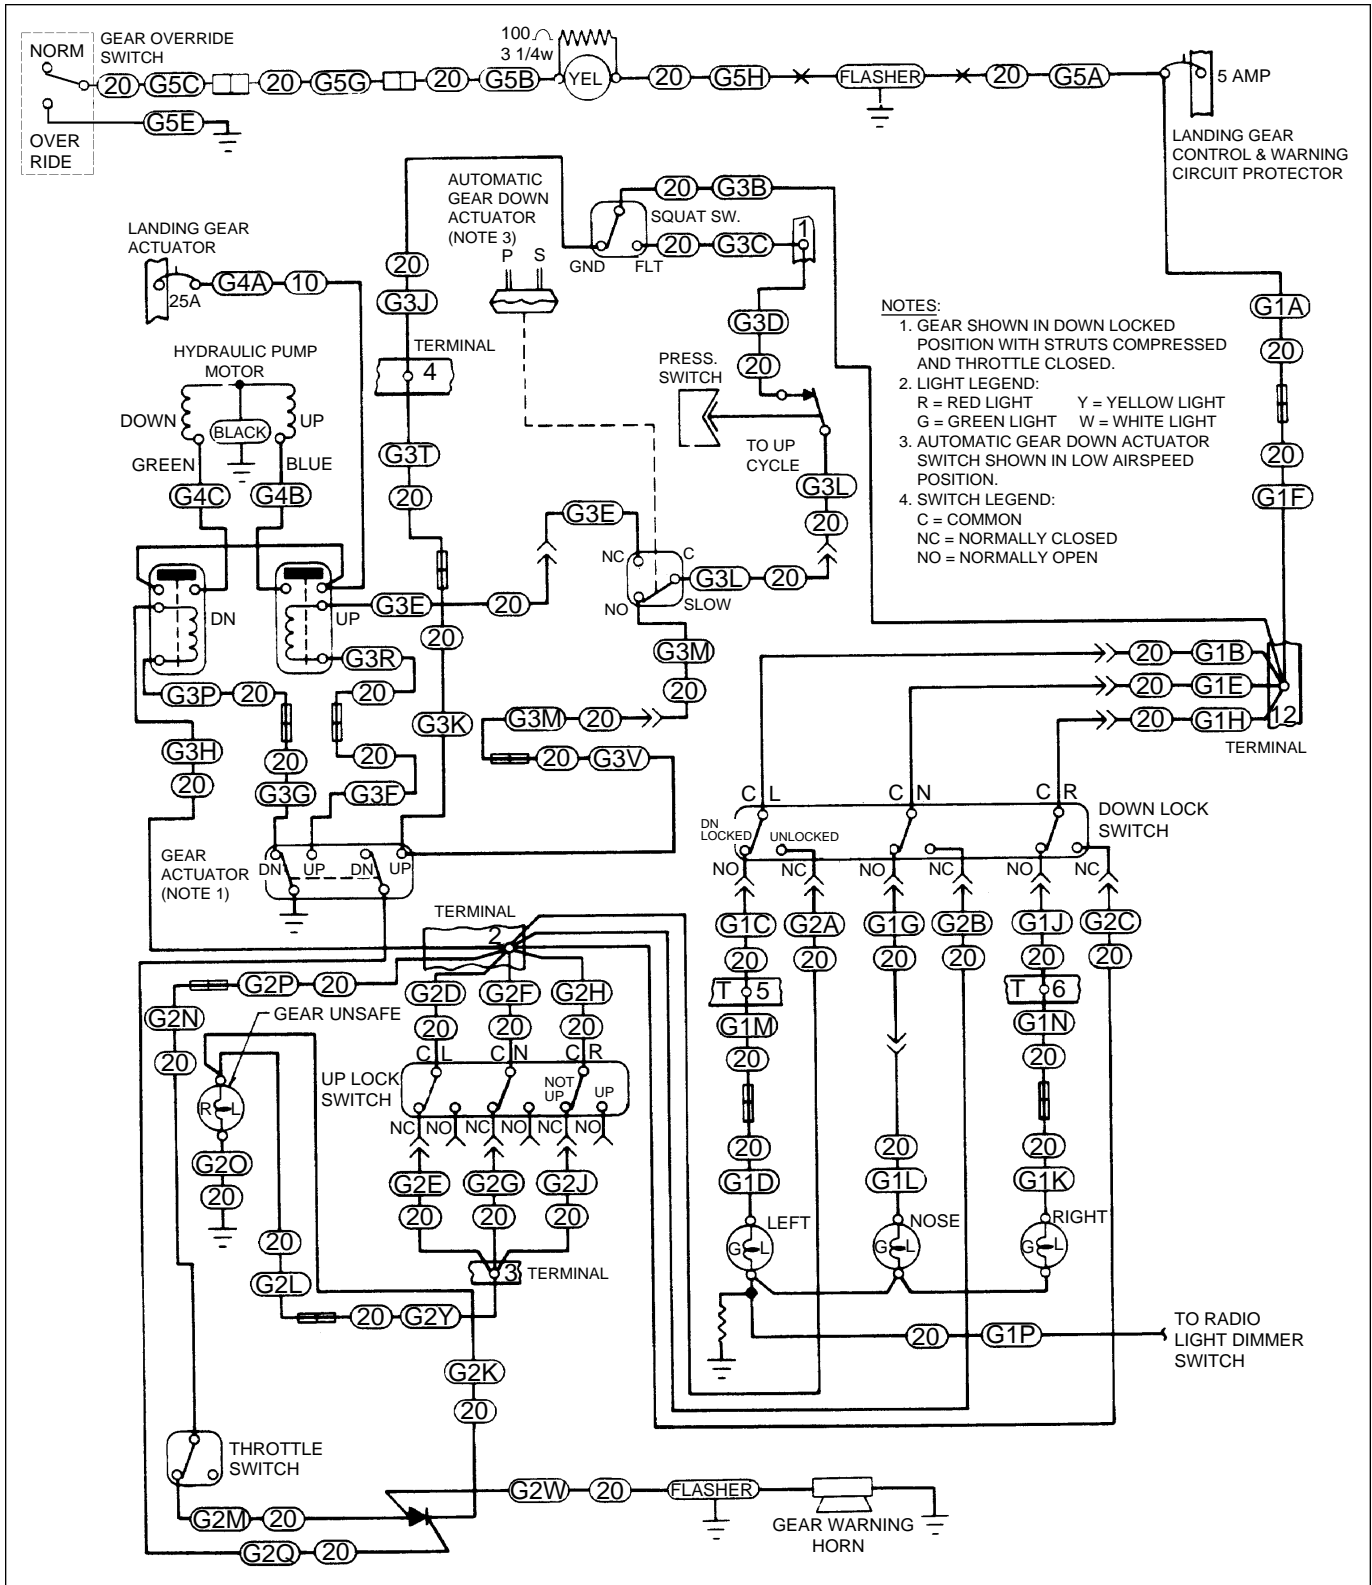 NORM
GEAR OVERRIDE
SWITCH
20 G5C 20 G5G 20 G5B
100
3 1/4w
YEL
20 G5H FLASHER 20 G5A
5 AMP
LANDING GEAR
CONTROL & WARNING
CIRCUIT PROTECTOR
G5E
OVER
RIDE
AUTOMATIC
GEAR DOWN
ACTUATOR
(NOTE 3)
P S
20 G3B
SQUAT SW.
20 G3C
1
GND FLT
LANDING GEAR
ACTUATOR
G4A 10
25A
20
G3J
TERMINAL
4
HYDRAULIC PUMP
MOTOR
DOWN
BLACK
UP
GREEN
BLUE
G4C
G4B
G3T
20
G3D
20
PRESS.
SWITCH
TO UP
CYCLE
G3L
20
NOTES:
1. GEAR SHOWN IN DOWN LOCKED
POSITION WITH STRUTS COMPRESSED
AND THROTTLE CLOSED.
2. LIGHT LEGEND:
R = RED LIGHT Y = YELLOW LIGHT
G = GREEN LIGHT W = WHITE LIGHT
3. AUTOMATIC GEAR DOWN ACTUATOR
SWITCH SHOWN IN LOW AIRSPEED
POSITION.
4. SWITCH LEGEND:
C = COMMON
NC = NORMALLY CLOSED
NO = NORMALLY OPEN
G1A
20
20
G1F
G3E
NC C
G3L 20
NO SLOW
DN
UP
G3E 20
20
G3R
20
G3P 20
G3M
20
G3M 20
20 G3V
G3K
G3H
20
20
G3G
20
G3F
20 G1B
20 G1E
20 G1H
12
TERMINAL
GEAR
ACTUATOR
(NOTE 1)
DN UP DN UP
C L C N C R
DOWN LOCK
SWITCH
DN
LOCKED
UNLOCKED
NO NC NO NC NO NC
G1C G2A G1G G2B G1J G2C
20 20 20 20 20 20
T 5
T 6
G1M
20
G1N
20
TERMINAL
2
G2P 20
G2N
20
GEAR UNSAFE
G2D G2F G2H
20 20 20
C L C N C R
UP LOCK
SWITCH
NOT
UP
UP
NC NO NC NO NC NO
R L
G2O
20
G2E G2G G2J
20 20 20
3 TERMINAL
20
G2L
20 G2Y
20
G1D
20
G1L
20
G1K
LEFT
NOSE
RIGHT
G L
G L
G L
20 G1P
TO RADIO
LIGHT DIMMER
SWITCH
G2K
20
THROTTLE
SWITCH
G2M 20
G2Q 20
G2W 20 FLASHER
GEAR WARNING
HORN